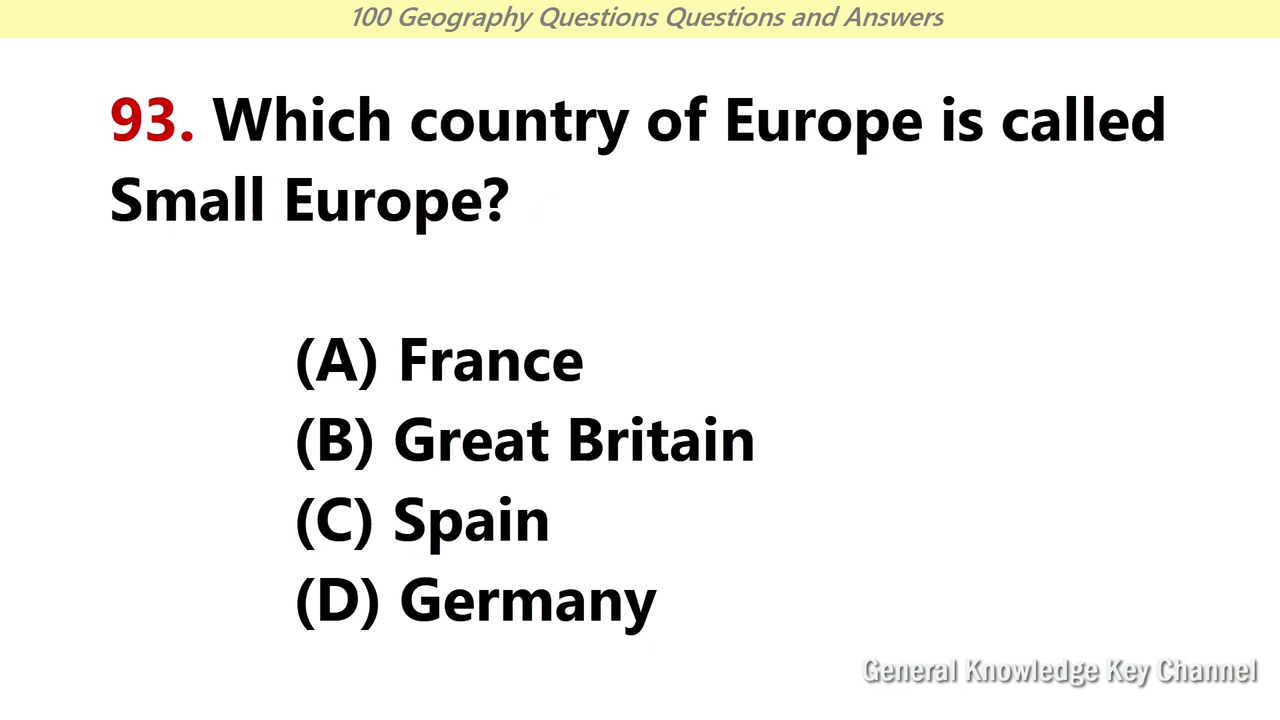 100 Geography Questions Questions and Answers
93. Which country of Europe is called
Small Europe?
(A) France
(B) Great Britain
(C) Spain
(D) Germany
General Knowledge Key Channel